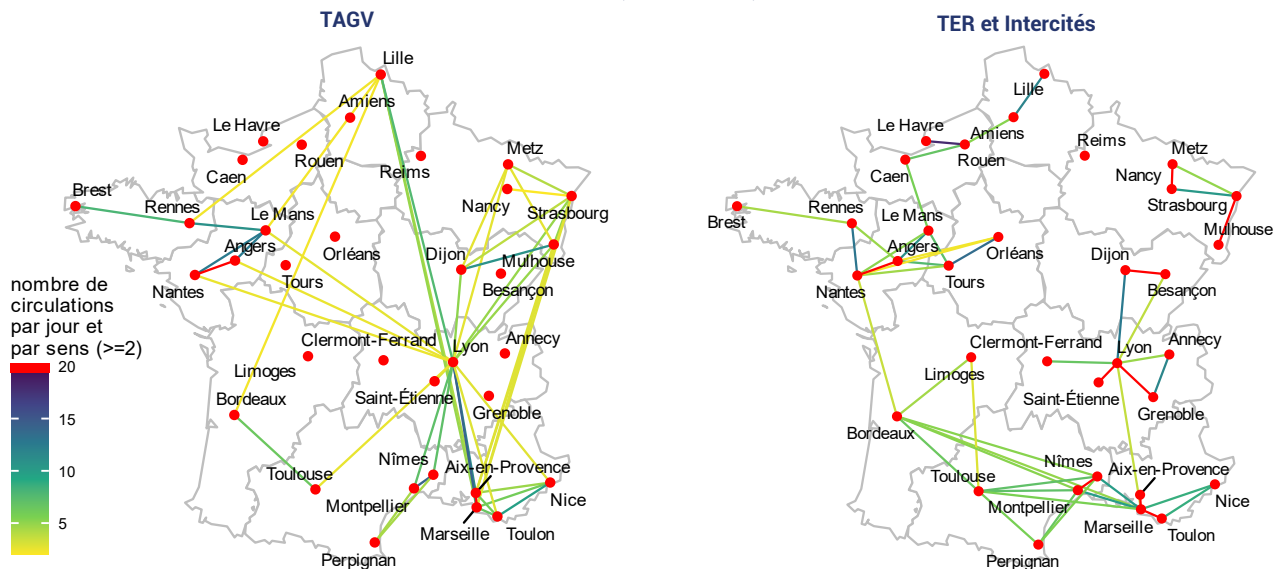 TAGV
Lille
Amiens
Le Havre
Rouen
Caen
Reims
Metz
Nancy
Strasbourg
Brest
Rennes
Le Mans
Angers
Orléans
Dijon
Mulhouse
Besançon
Nantes
Tours
nombre de
circulations
par jour et
par sens (>=2)
20
15
10
5
Clermont-Ferrand
Lyon
Annecy
Limoges
Saint-Étienne
Grenoble
Bordeaux
Nîmes
Aix-en-Provence
Toulouse
Montpellier
Nice
Marseille
Toulon
Perpignan
TER et Intercités
Lille
Le Havre
Amiens
Rouen
Caen
Reims
Metz
Nancy
Strasbourg
Brest
Rennes
Le Mans
Angers
Orléans
Mulhouse
Dijon
Nantes
Tours
Besançon
Clermont-Ferrand
Lyon
Annecy
Limoges
Saint-Étienne
Grenoble
Bordeaux
Nîmes
Aix-en-Provence
Toulouse
Montpellier
Nice
Marseille
Toulon
Perpignan